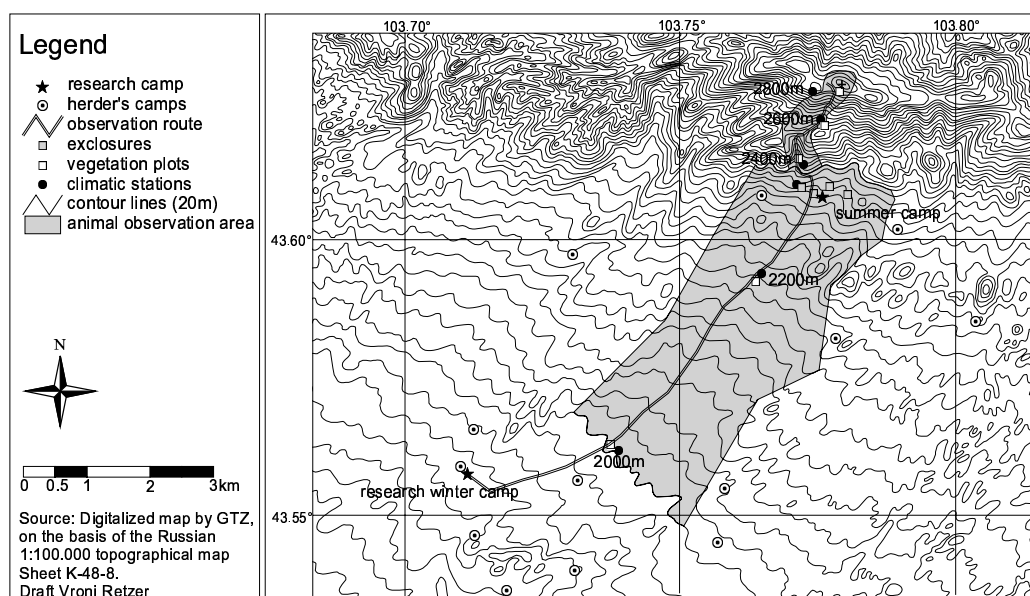 Legend
research camp
herder's camps
observation route
exclosures
vegetation plots
climatic stations
contour lines (20m)
animal observation area
N
0 0.5 1 2 3km
Source: Digitalized map by GTZ,
on the basis of the Russian
1:100.000 topographical map
Sheet K-48-8.
Draft Vroni Retzer
103.70° 103.75° 103.80°
2800m
2600m
2400m
summer camp
43.60°
2200m
2000m
research winter camp
43.55°